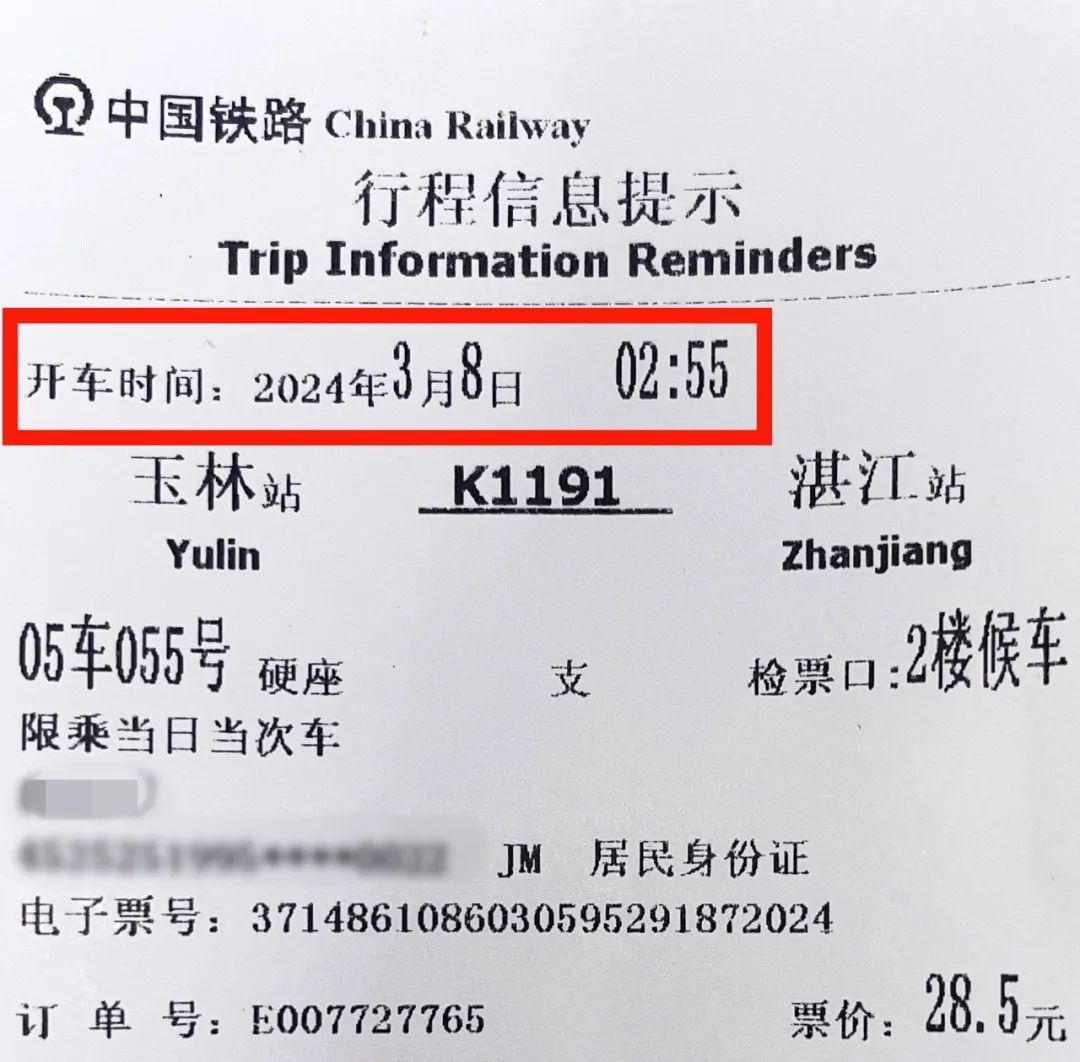 中国铁路 China Railway
行程信息提示
Trip Information Reminders
开车时间：2024年3月8日 02:55
玉林站 K1191 湛江站
Yulin Zhanjiang
05车055号 硬座 支 检票口:2楼候车
限乘当日当次车
JM 居民身份证
电子票号：3714861086030595291872024
订 单 号：E007727765 票价：28.5元